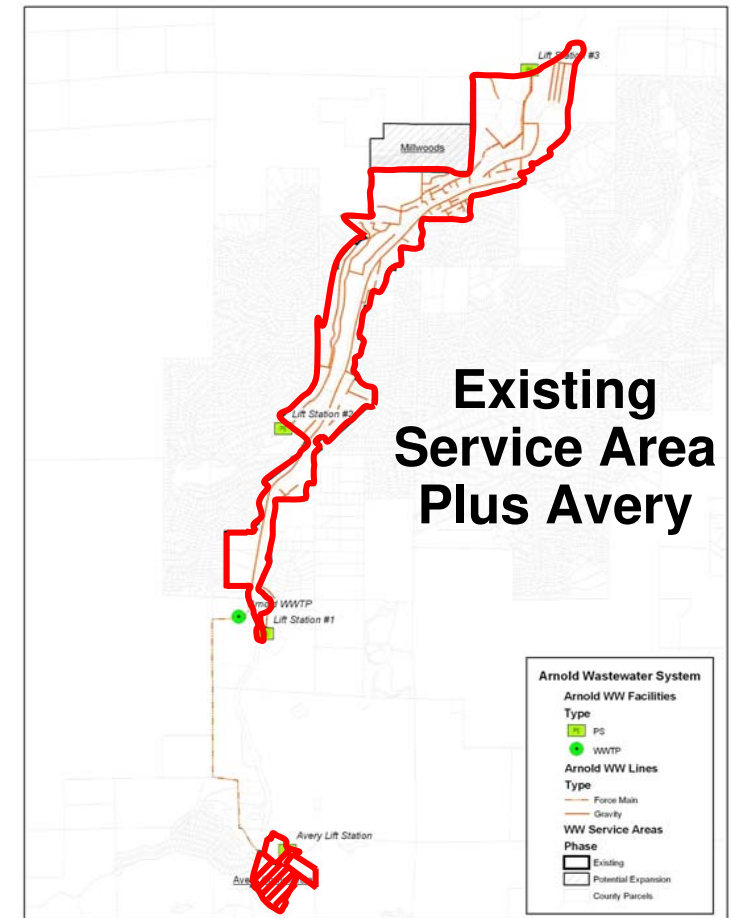 Lift Station #3
Millwoods
Existing
Service Area
Plus Avery
Lift Station #2
Arnold WWTP
Lift Station #1
Avery Lift Station
Arnold Wastewater System
Arnold WW Facilities
Type
PS
PS
WWTP
Arnold WW Lines
Type
Force Main
Gravity
WW Service Areas
Phase
Existing
Potential Expansion
County Parcels